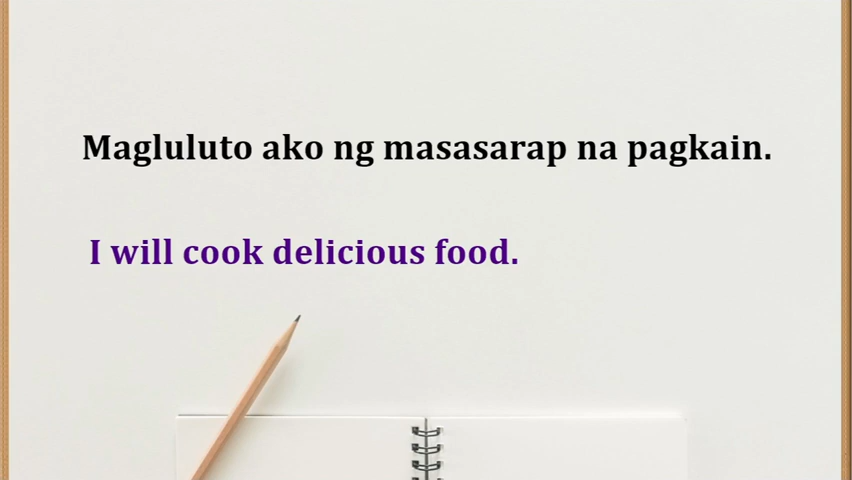 Magluluto ako ng masasarap na pagkain.
I will cook delicious food.